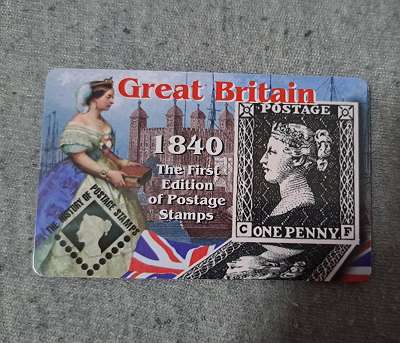 Great Britain
1840
The First
Edition
of Postage
Stamps
THE HISTORY OF
POSTAGE STAMPS
POSTAGE
C ONE PENNY. F